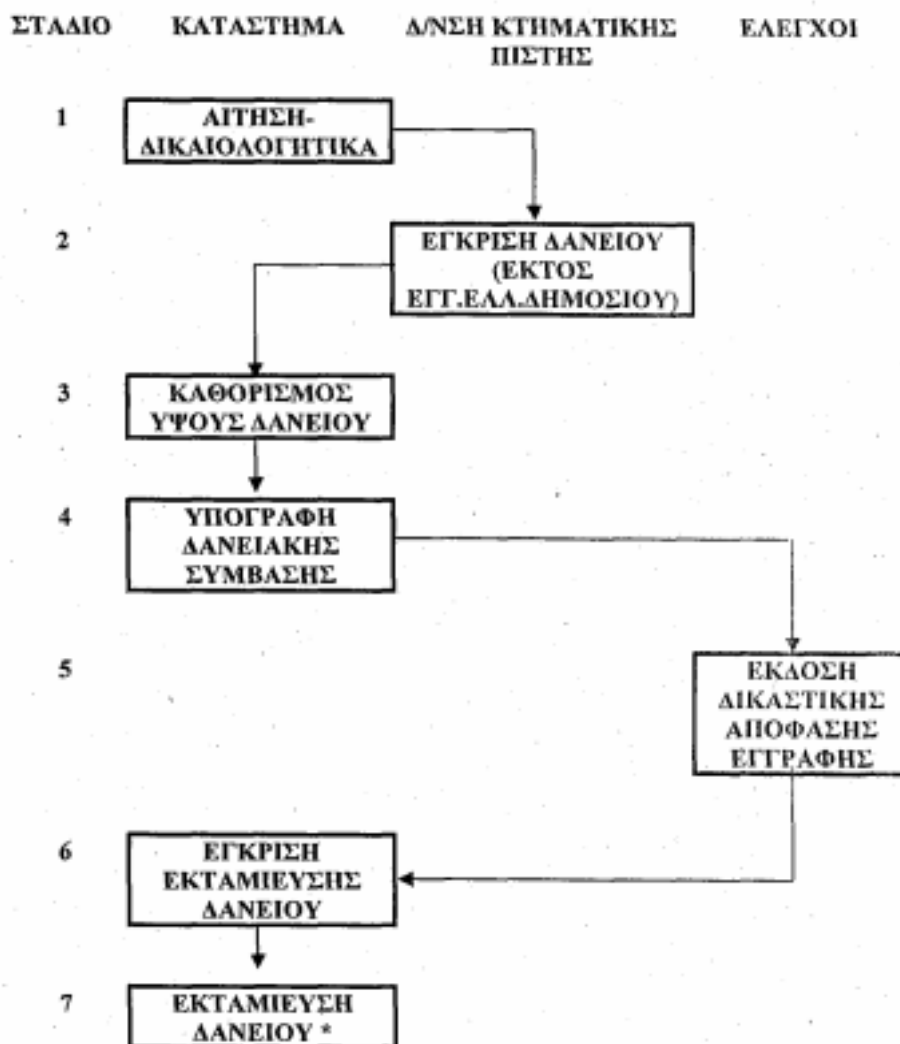 ΣΤΑΔΙΟ ΚΑΤΑΣΤΗΜΑ Δ/ΝΣΗ ΚΤΗΜΑΤΙΚΗΣ ΕΛΕΓΧΟΙ
ΠΙΣΤΗΣ
1 ΑΙΤΗΣΗ-
ΔΙΚΑΙΟΛΟΓΗΤΙΚΑ
2 ΕΓΚΡΙΣΗ ΔΑΝΕΙΟΥ
(ΕΚΤΟΣ
ΕΓΓ.ΕΛΛ.ΔΗΜΟΣΙΟΥ)
3 ΚΑΘΟΡΙΣΜΟΣ
ΥΨΟΥΣ ΔΑΝΕΙΟΥ
4 ΥΠΟΓΡΑΦΗ
ΔΑΝΕΙΑΚΗΣ
ΣΥΜΒΑΣΗΣ
5 ΕΚΔΟΣΗ
ΔΙΚΑΣΤΙΚΗΣ
ΑΠΟΦΑΣΗΣ
ΕΓΓΡΑΦΗΣ
6 ΕΓΚΡΙΣΗ
ΕΚΤΑΜΙΕΥΣΗΣ
ΔΑΝΕΙΟΥ
7 ΕΚΤΑΜΙΕΥΣΗ
ΔΑΝΕΙΟΥ *